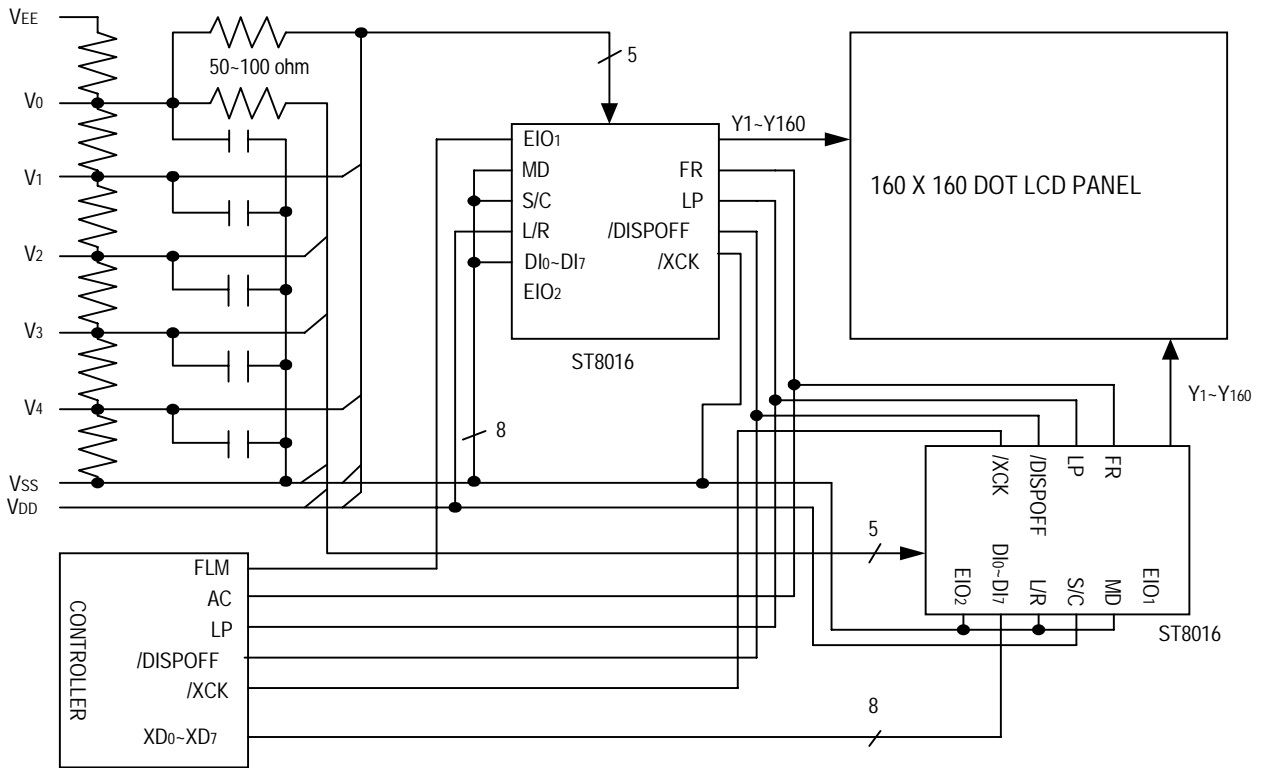 VEE
50~100 ohm
V0
V1
V2
V3
V4
VSS
VDD
5
EIO1
MD
S/C
L/R
DI0~DI7
EIO2
FR
LP
/DISPOFF
/XCK
ST8016
Y1~Y160
160 X 160 DOT LCD PANEL
Y1~Y160
8
/XCK
/DISPOFF
LP
FR
5
EIO2
DI0~DI7
L/R
S/C
MD
EIO1
ST8016
CONTROLLER
FLM
AC
LP
/DISPOFF
/XCK
XD0~XD7
8